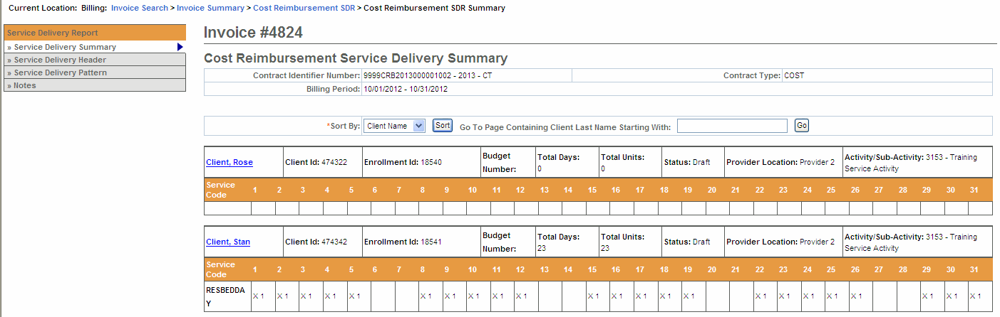 Current Location: Billing: Invoice Search > Invoice Summary > Cost Reimbursement SDR > Cost Reimbursement SDR Summary
Service Delivery Report
» Service Delivery Summary
» Service Delivery Header
» Service Delivery Pattern
» Notes
Invoice #4824
Cost Reimbursement Service Delivery Summary
Contract Identifier Number: 9999CRB2013000001002 - 2013 - CT Contract Type: COST
Billing Period: 10/01/2012 - 10/31/2012
*Sort By: Client Name Sort Go To Page Containing Client Last Name Starting With: Go
Client, Rose Client Id: 474322 Enrollment Id: 18540 Budget Number: Total Days: 0 Total Units: 0 Status: Draft Provider Location: Provider 2 Activity/Sub-Activity: 3153 - Training Service Activity
Service Code 1 2 3 4 5 6 7 8 9 10 11 12 13 14 15 16 17 18 19 20 21 22 23 24 25 26 27 28 29 30 31
Client, Stan Client Id: 474342 Enrollment Id: 18541 Budget Number: Total Days: 23 Total Units: 23 Status: Draft Provider Location: Provider 2 Activity/Sub-Activity: 3153 - Training Service Activity
Service Code 1 2 3 4 5 6 7 8 9 10 11 12 13 14 15 16 17 18 19 20 21 22 23 24 25 26 27 28 29 30 31
RESBEDDAY X 1 X 1 X 1 X 1 X 1 X 1 X 1 X 1 X 1 X 1 X 1 X 1 X 1 X 1 X 1 X 1 X 1 X 1 X 1 X 1 X 1 X 1 X 1